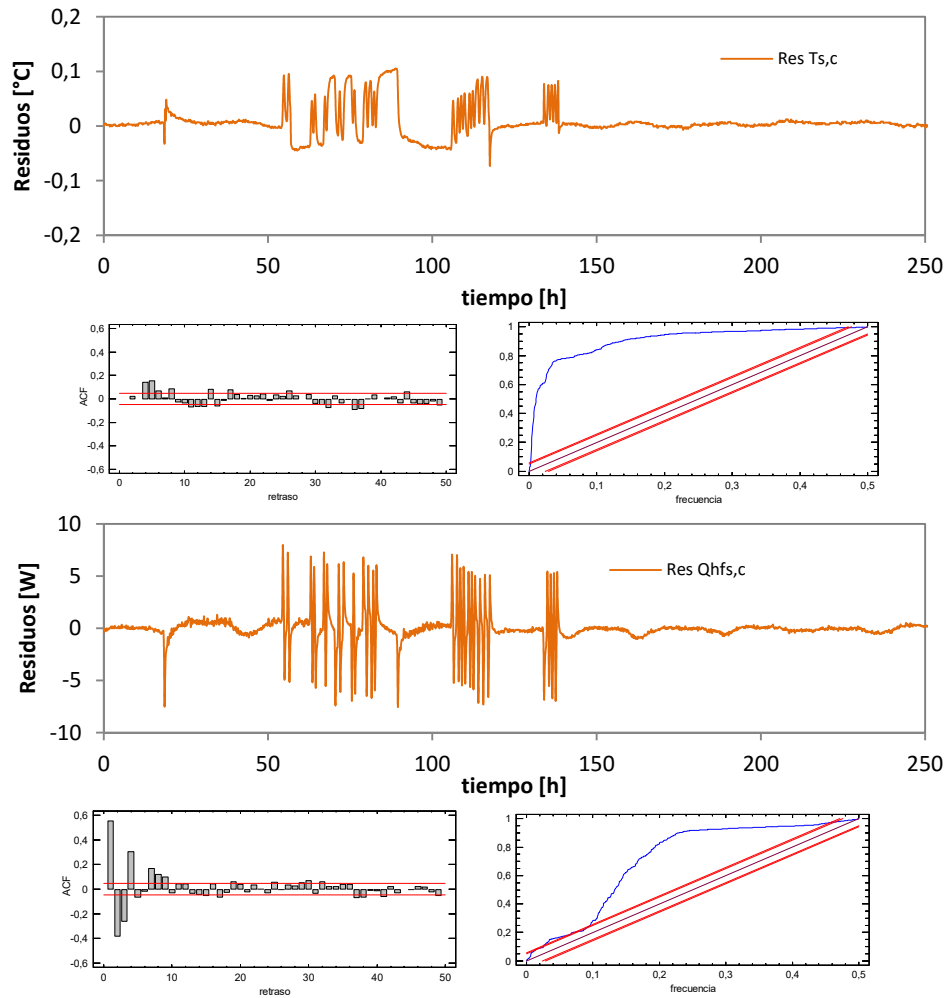 0,2
0,1
0
-0,1
-0,2
Residuos [°C]
Res Ts,c
0 50 100 150 200 250
tiempo [h]
0,6
0,4
0,2
0
-0,2
-0,4
-0,6
ACF
0 10 20 30 40 50
retraso
1
0,8
0,6
0,4
0,2
0
0 0,1 0,2 0,3 0,4 0,5
frecuencia
10
5
0
-5
-10
Residuos [W]
Res Qhfs,c
0 50 100 150 200 250
tiempo [h]
0,6
0,4
0,2
0
-0,2
-0,4
-0,6
ACF
0 10 20 30 40 50
retraso
1
0,8
0,6
0,4
0,2
0
0 0,1 0,2 0,3 0,4 0,5
frecuencia